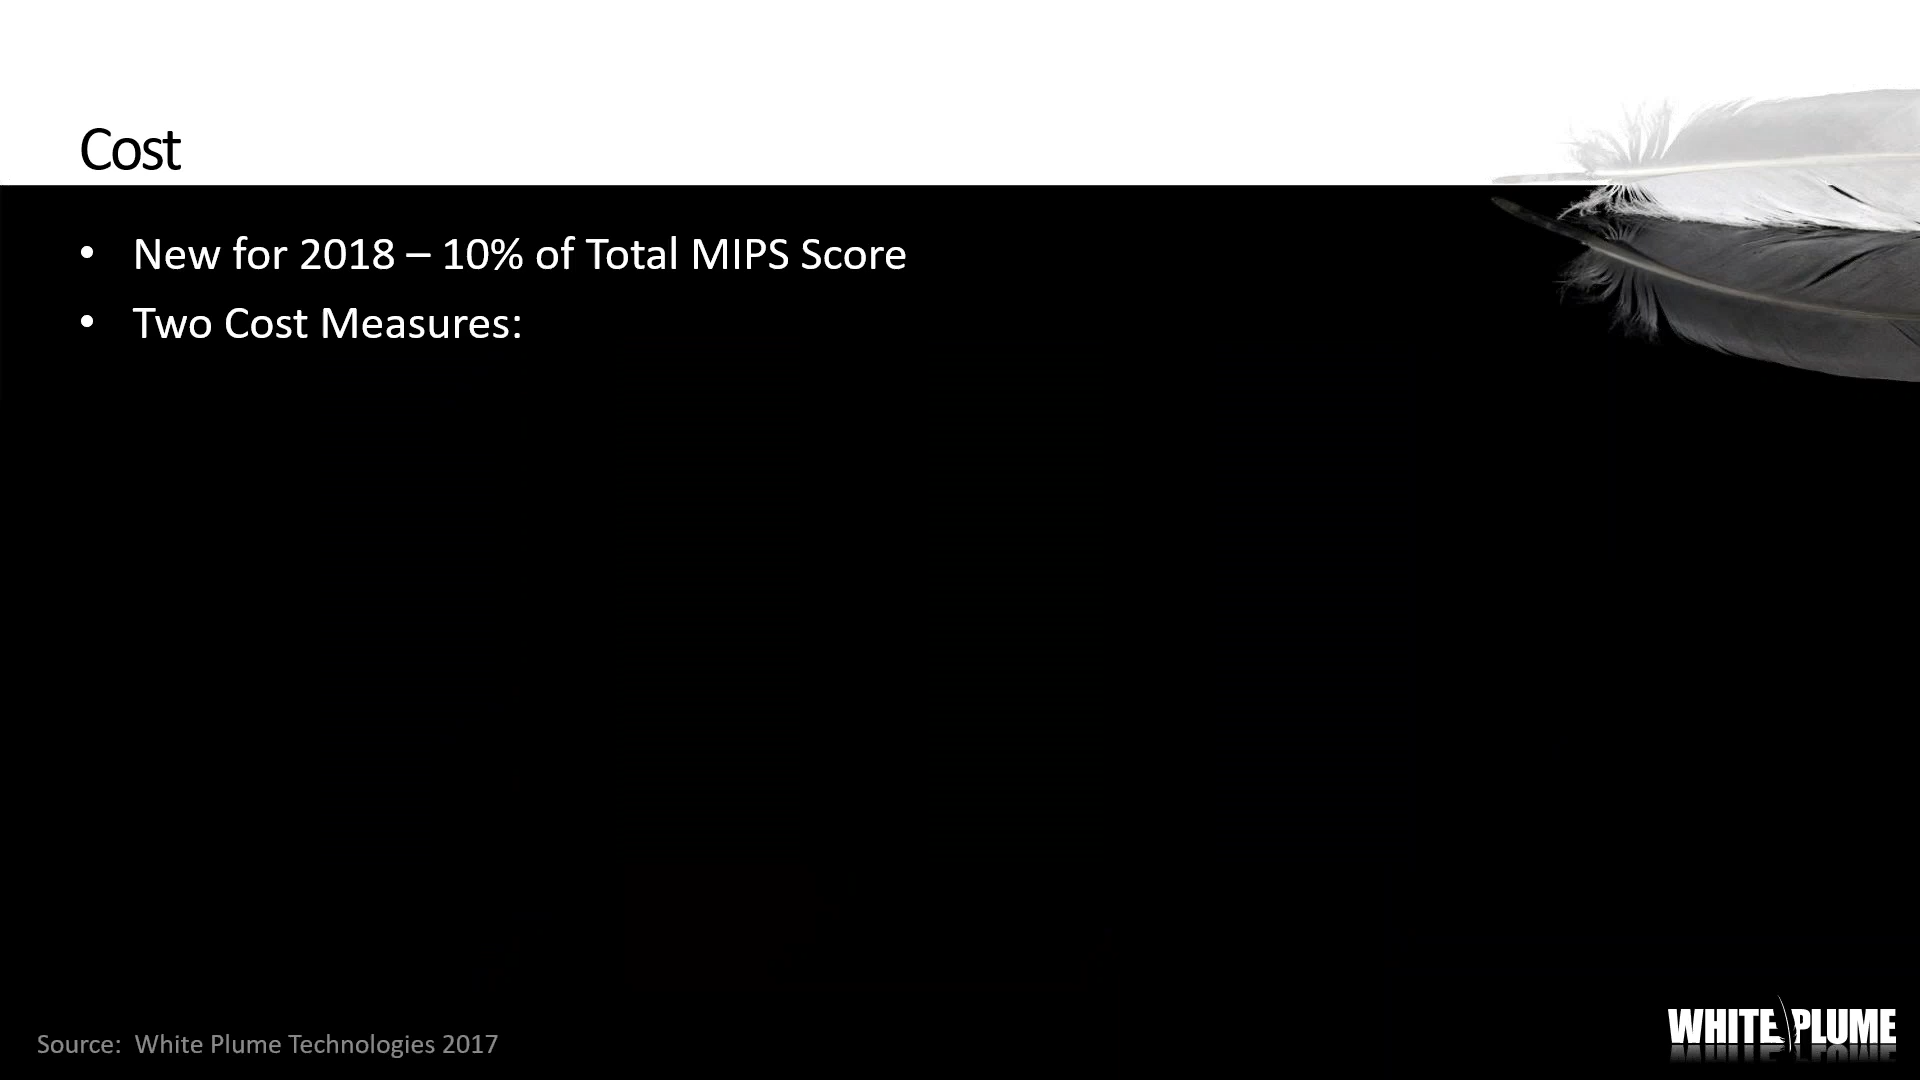 Cost
• New for 2018 – 10% of Total MIPS Score
• Two Cost Measures:
Source: White Plume Technologies 2017
WHITE PLUME